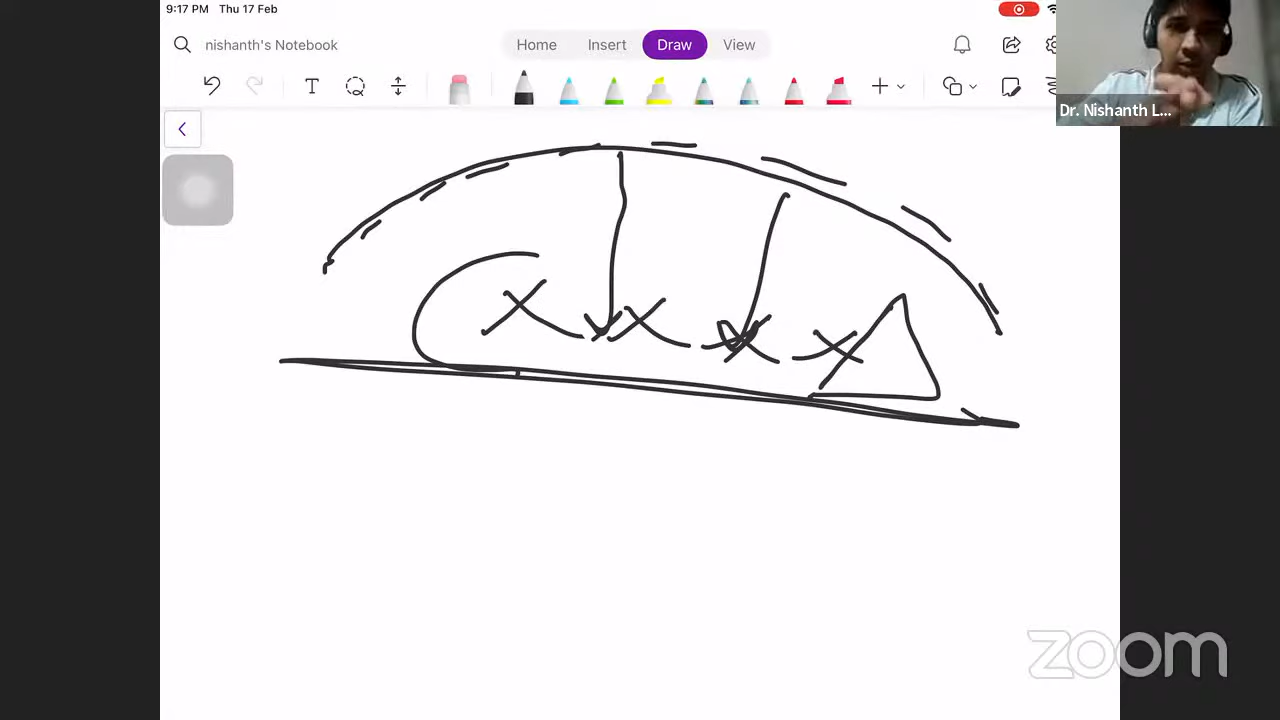 9:17 PM Thu 17 Feb
nishanth's Notebook
Home Insert Draw View
T
Dr. Nishanth L...
X X X X
zoom